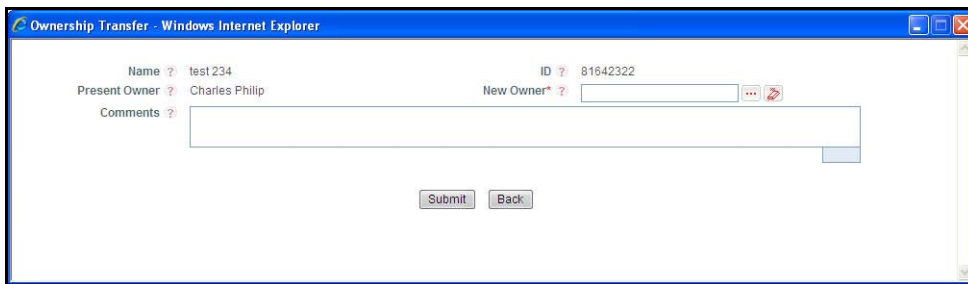 Ownership Transfer - Windows Internet Explorer
Name ? test 234 ID ? 81642322
Present Owner ? Charles Philip New Owner* ? ...
Comments ?
Submit Back